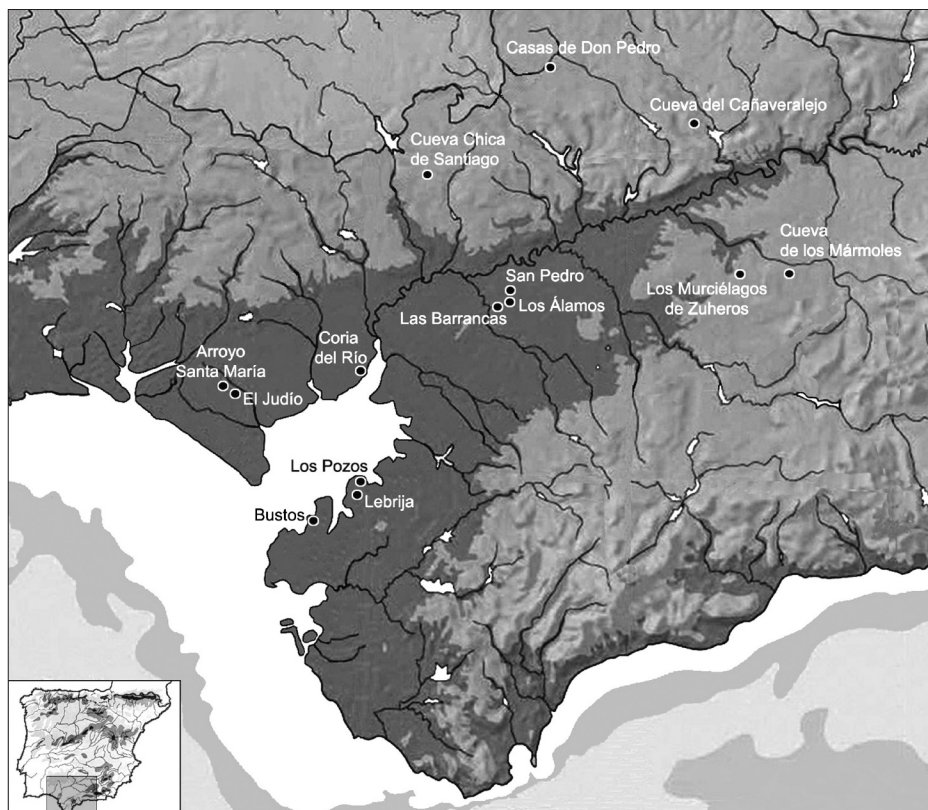 Casas de Don Pedro
Cueva del Cañaveralejo
Cueva Chica
de Santiago
Cueva
de los Mármoles
San Pedro
Los Álamos
Las Barrancas
Los Murciélagos
de Zuheros
Coria
del Río
Arroyo
Santa María
El Judío
Los Pozos
Lebrija
Bustos